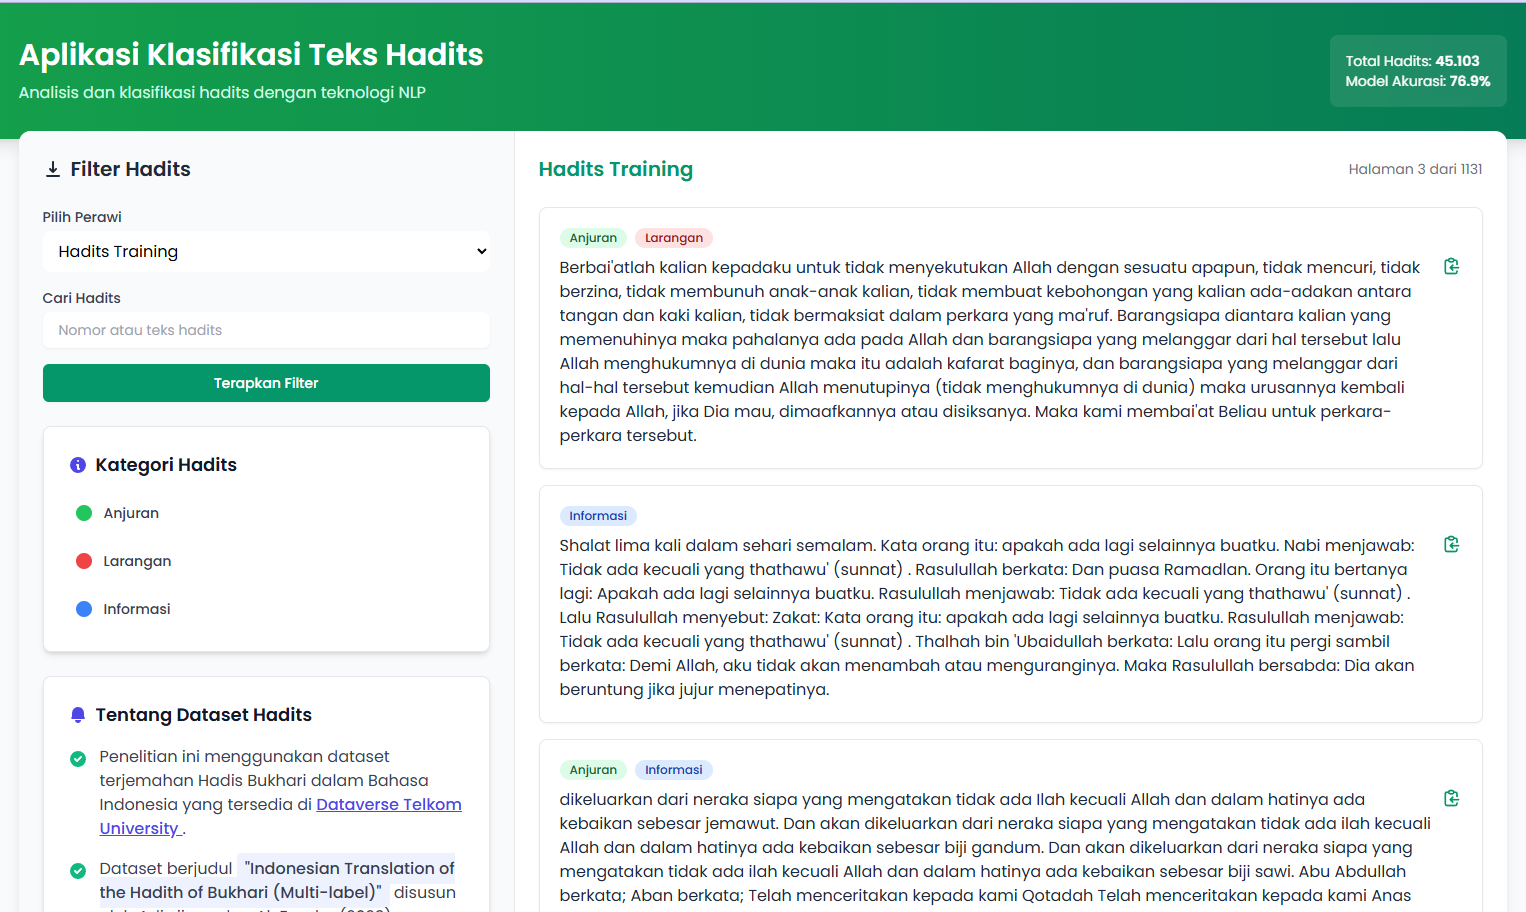 Aplikasi Klasifikasi Teks Hadits
Analisis dan klasifikasi hadits dengan teknologi NLP
Total Hadits: 45.103
Model Akurasi: 76.9%
Filter Hadits
Pilih Perawi
Hadits Training
Cari Hadits
Nomor atau teks hadits
Terapkan Filter
Kategori Hadits
Anjuran
Larangan
Informasi
Tentang Dataset Hadits
Penelitian ini menggunakan dataset
terjemahan Hadis Bukhari dalam Bahasa
Indonesia yang tersedia di Dataverse Telkom
University .
Dataset berjudul "Indonesian Translation of
the Hadith of Bukhari (Multi-label)" disusun
Hadits Training
Halaman 3 dari 1131
Anjuran Larangan
Berbai'atlah kalian kepadaku untuk tidak menyekutukan Allah dengan sesuatu apapun, tidak mencuri, tidak
berzina, tidak membunuh anak-anak kalian, tidak membuat kebohongan yang kalian ada-adakan antara
tangan dan kaki kalian, tidak bermaksiat dalam perkara yang ma'ruf. Barangsiapa diantara kalian yang
memenuhinya maka pahalanya ada pada Allah dan barangsiapa yang melanggar dari hal tersebut lalu
Allah menghukumnya di dunia maka itu adalah kafarat baginya, dan barangsiapa yang melanggar dari
hal-hal tersebut kemudian Allah menutupinya (tidak menghukumnya di dunia) maka urusannya kembali
kepada Allah, jika Dia mau, dimaafkannya atau disiksanya. Maka kami membai'at Beliau untuk perkara-
perkara tersebut.
Informasi
Shalat lima kali dalam sehari semalam. Kata orang itu: apakah ada lagi selainnya buatku. Nabi menjawab:
Tidak ada kecuali yang thathawu' (sunnat) . Rasulullah berkata: Dan puasa Ramadlan. Orang itu bertanya
lagi: Apakah ada lagi selainnya buatku. Rasulullah menjawab: Tidak ada kecuali yang thathawu' (sunnat) .
Lalu Rasulullah menyebut: Zakat: Kata orang itu: apakah ada lagi selainnya buatku. Rasulullah menjawab:
Tidak ada kecuali yang thathawu' (sunnat) . Thalhah bin 'Ubaidullah berkata: Lalu orang itu pergi sambil
berkata: Demi Allah, aku tidak akan menambah atau menguranginya. Maka Rasulullah bersabda: Dia akan
beruntung jika jujur menepatinya.
Anjuran Informasi
dikeluarkan dari neraka siapa yang mengatakan tidak ada Ilah kecuali Allah dan dalam hatinya ada
kebaikan sebesar jemawut. Dan akan dikeluarkan dari neraka siapa yang mengatakan tidak ada ilah kecuali
Allah dan dalam hatinya ada kebaikan sebesar biji gandum. Dan akan dikeluarkan dari neraka siapa yang
mengatakan tidak ada ilah kecuali Allah dan dalam hatinya ada kebaikan sebesar biji sawi. Abu Abdullah
berkata; Aban berkata; Telah menceritakan kepada kami Qotadah Telah menceritakan kepada kami Anas